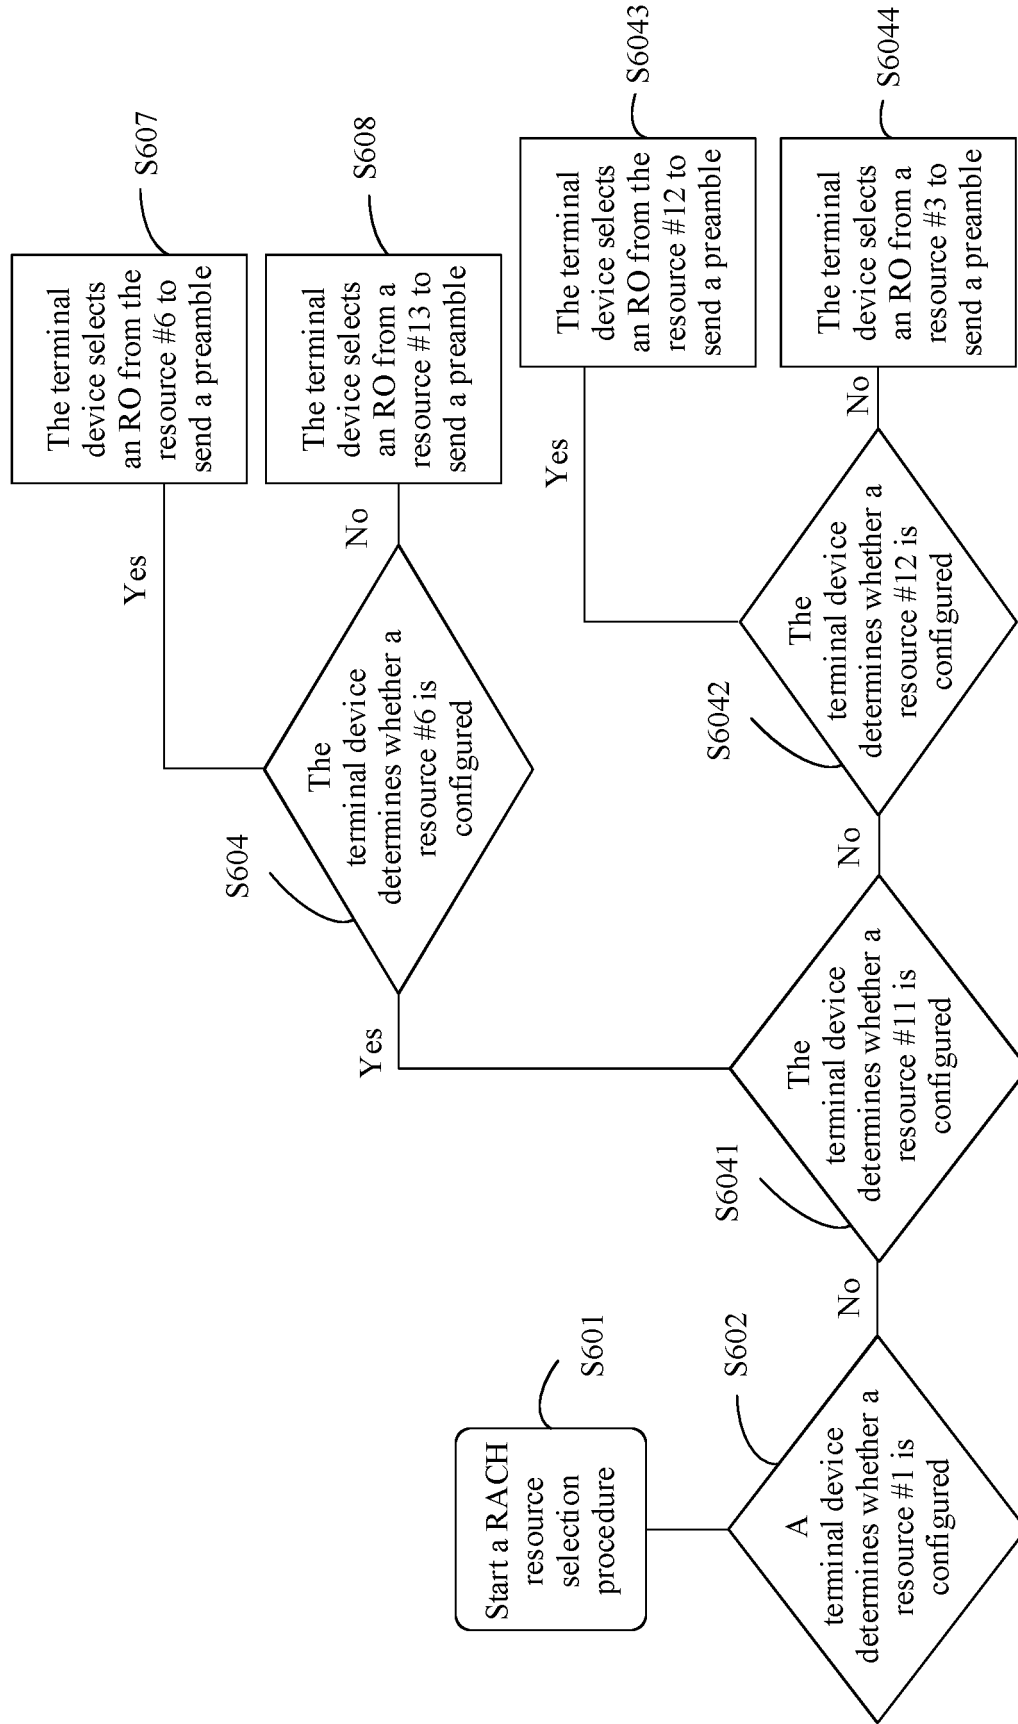 Start a RACH
resource
selection
procedure
S601
A
terminal device
determines whether a
resource #1 is
configured
S602
No
The
terminal device
determines whether a
resource #11 is
configured
S6041
Yes
No
The
terminal device
determines whether a
resource #6 is
configured
S604
Yes
The terminal
device selects
an RO from the
resource #6 to
send a preamble
S607
No
The terminal
device selects
an RO from a
resource #13 to
send a preamble
S608
The
terminal device
determines whether a
resource #12 is
configured
S6042
Yes
The terminal
device selects
an RO from the
resource #12 to
send a preamble
S6043
No
The terminal
device selects
an RO from a
resource #3 to
send a preamble
S6044